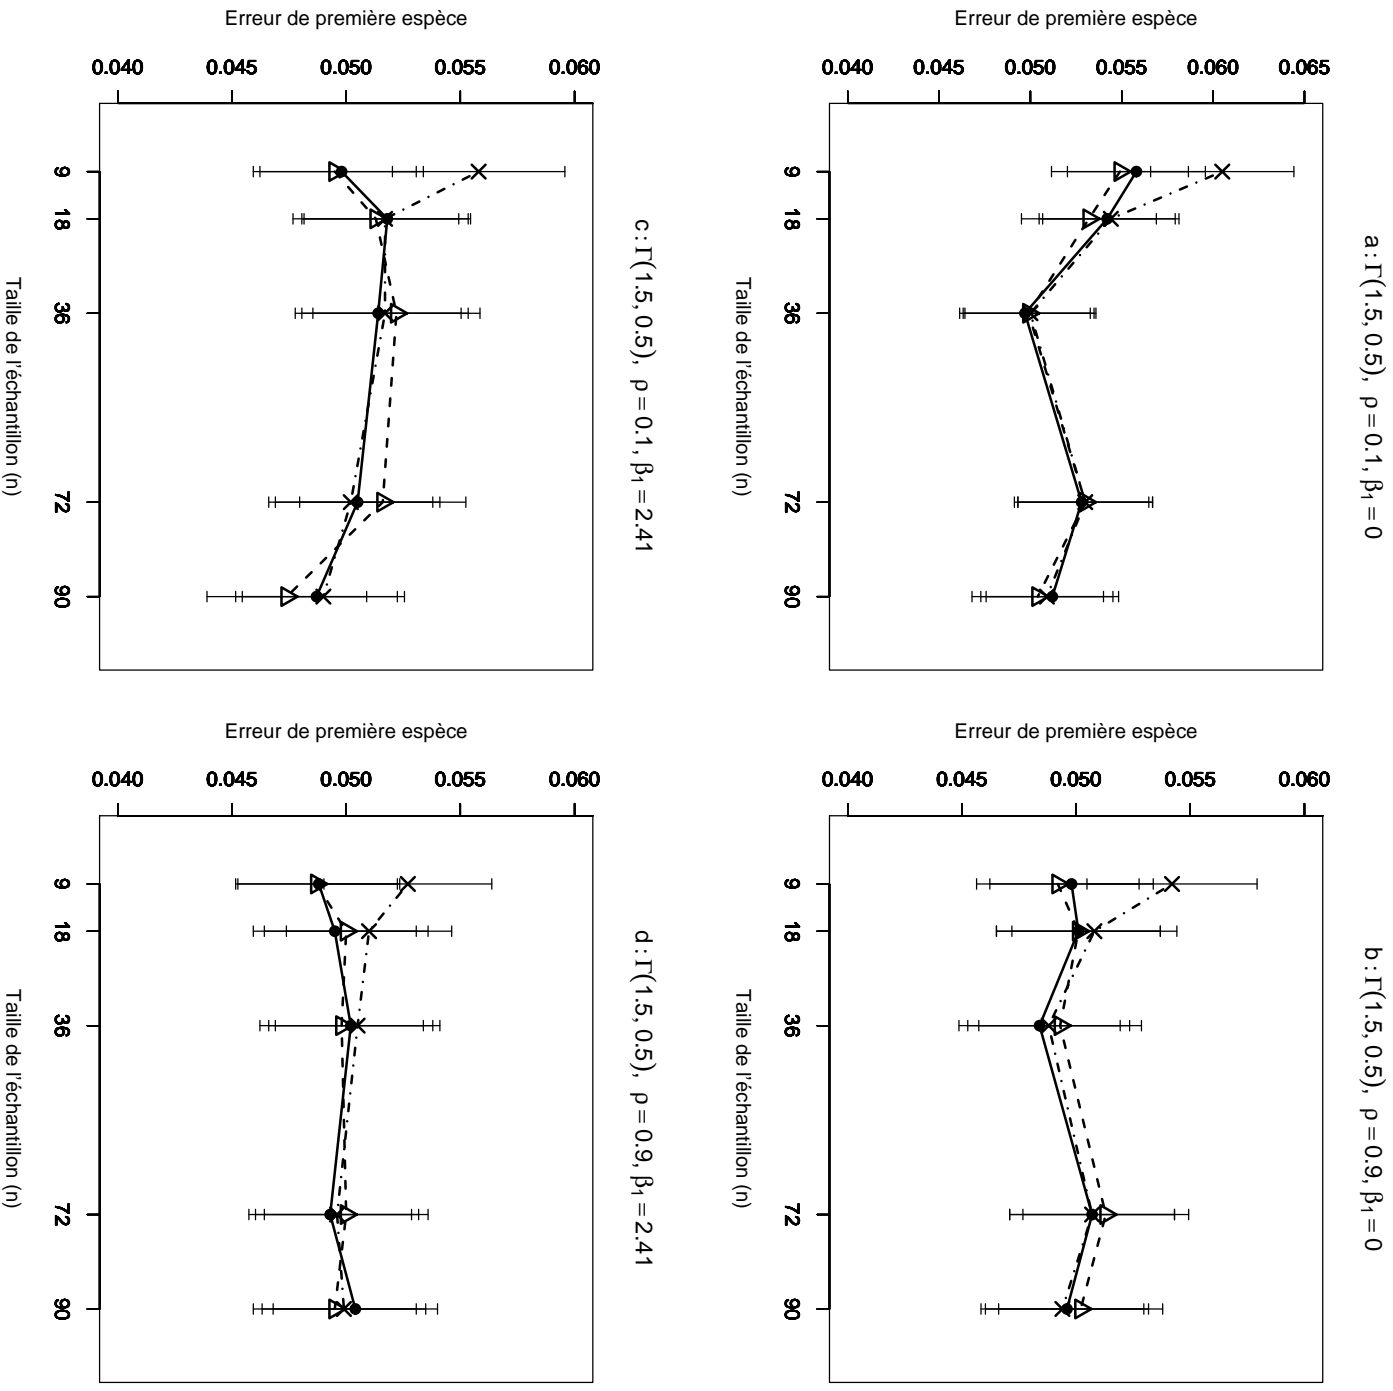 a : Γ(1.5, 0.5), ρ = 0.1, β₁ = 0
Erreur de première espèce
0.040 0.045 0.050 0.055 0.060 0.065
9 18 36 72 90
Taille de l'échantillon (n)
b : Γ(1.5, 0.5), ρ = 0.9, β₁ = 0
Erreur de première espèce
0.040 0.045 0.050 0.055 0.060
9 18 36 72 90
Taille de l'échantillon (n)
c : Γ(1.5, 0.5), ρ = 0.1, β₁ = 2.41
Erreur de première espèce
0.040 0.045 0.050 0.055 0.060
9 18 36 72 90
Taille de l'échantillon (n)
d : Γ(1.5, 0.5), ρ = 0.9, β₁ = 2.41
Erreur de première espèce
0.040 0.045 0.050 0.055 0.060
9 18 36 72 90
Taille de l'échantillon (n)